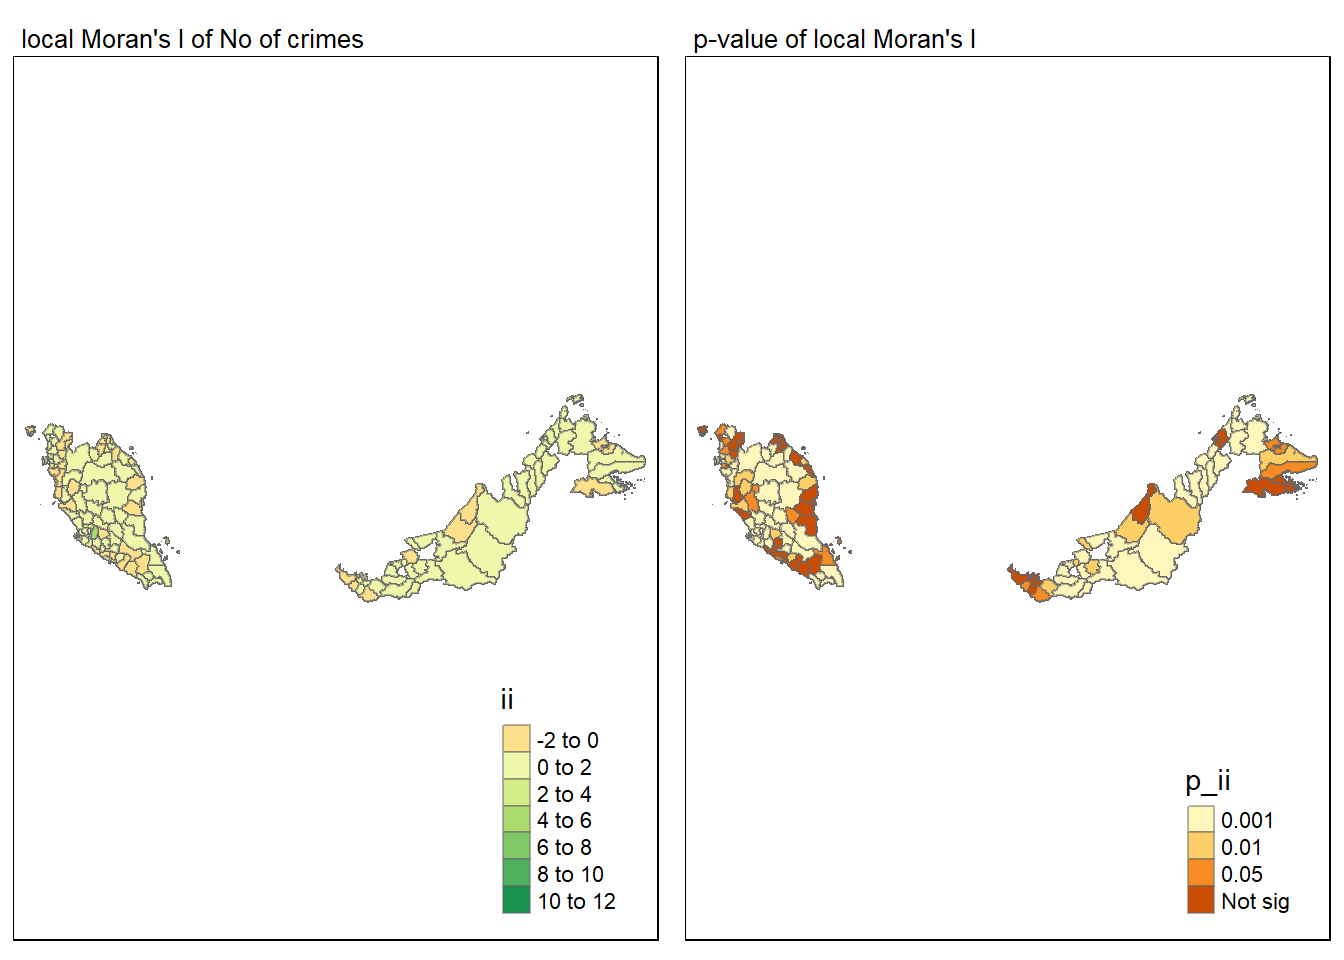 local Moran's I of No of crimes
p-value of local Moran's I
ii
-2 to 0
0 to 2
2 to 4
4 to 6
6 to 8
8 to 10
10 to 12
p_ii
0.001
0.01
0.05
Not sig